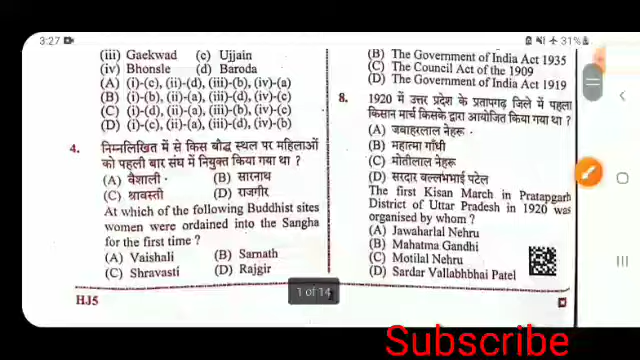 3:27
31%
(iii) Gaekwad (c) Ujjain
(iv) Bhonsle (d) Baroda
(A) (i)-(c), (ii)-(d), (iii)-(b), (iv)-(a)
(B) (i)-(b), (ii)-(a), (iii)-(d), (iv)-(c)
(C) (i)-(d), (ii)-(a), (iii)-(b), (iv)-(c)
(D) (i)-(c), (ii)-(a), (iii)-(d), (iv)-(b)
4. निम्नलिखित में से किस बौद्ध स्थल पर महिलाओं
को पहली बार संघ में नियुक्त किया गया था ?
(A) वैशाली (B) सारनाथ
(C) श्रावस्ती (D) राजगीर
At which of the following Buddhist sites
women were ordained into the Sangha
for the first time ?
(A) Vaishali (B) Sarnath
(C) Shravasti (D) Rajgir
HJ5
(B) The Government of India Act 1935
(C) The Council Act of the 1909
(D) The Government of India Act 1919
8. 1920 में उत्तर प्रदेश के प्रतापगढ़ जिले में पहला
किसान मार्च किसके द्वारा आयोजित किया गया था ?
(A) जवाहरलाल नेहरू
(B) महात्मा गाँधी
(C) मोतीलाल नेहरू
(D) सरदार वल्लभभाई पटेल
The first Kisan March in Pratapgarh
District of Uttar Pradesh in 1920 was
organised by whom ?
(A) Jawaharlal Nehru
(B) Mahatma Gandhi
(C) Motilal Nehru
(D) Sardar Vallabhbhai Patel
1 of 14
Subscribe